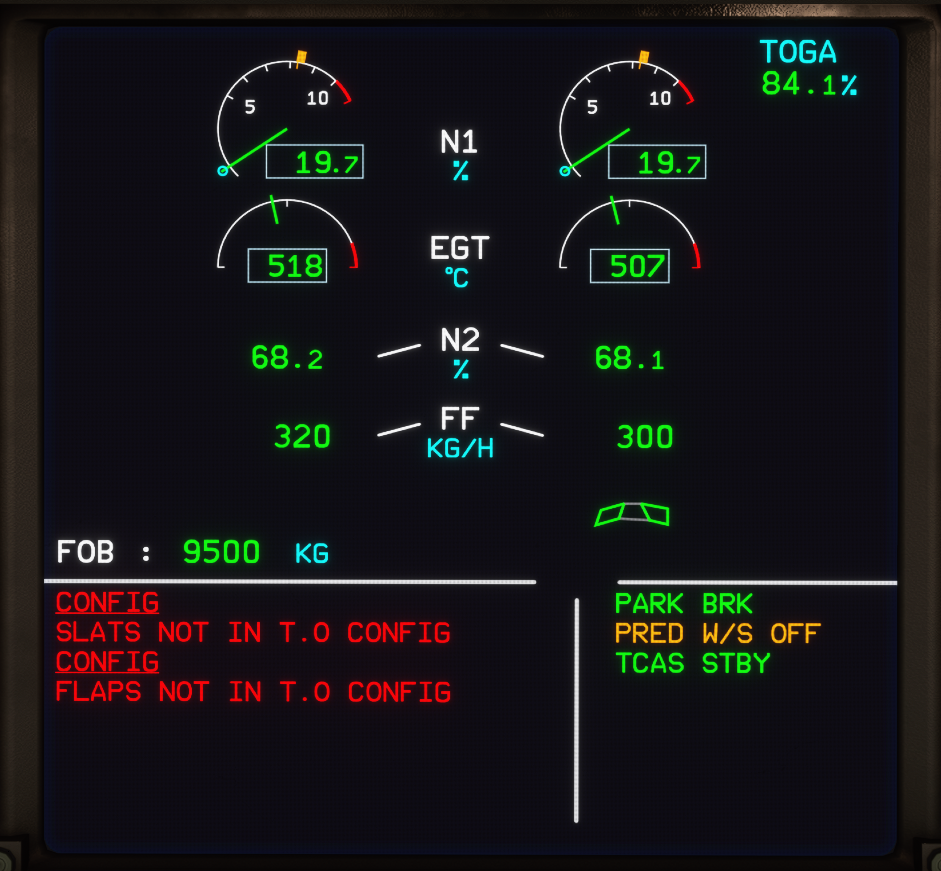 TOGA
84.1%
5 10
5 10
19.7 N1 19.7
%
518 EGT 507
°C
68.2 N2 68.1
%
320 FF 300
KG/H
FOB : 9500 KG
CONFIG
SLATS NOT IN T.O CONFIG
CONFIG
FLAPS NOT IN T.O CONFIG
PARK BRK
PRED W/S OFF
TCAS STBY